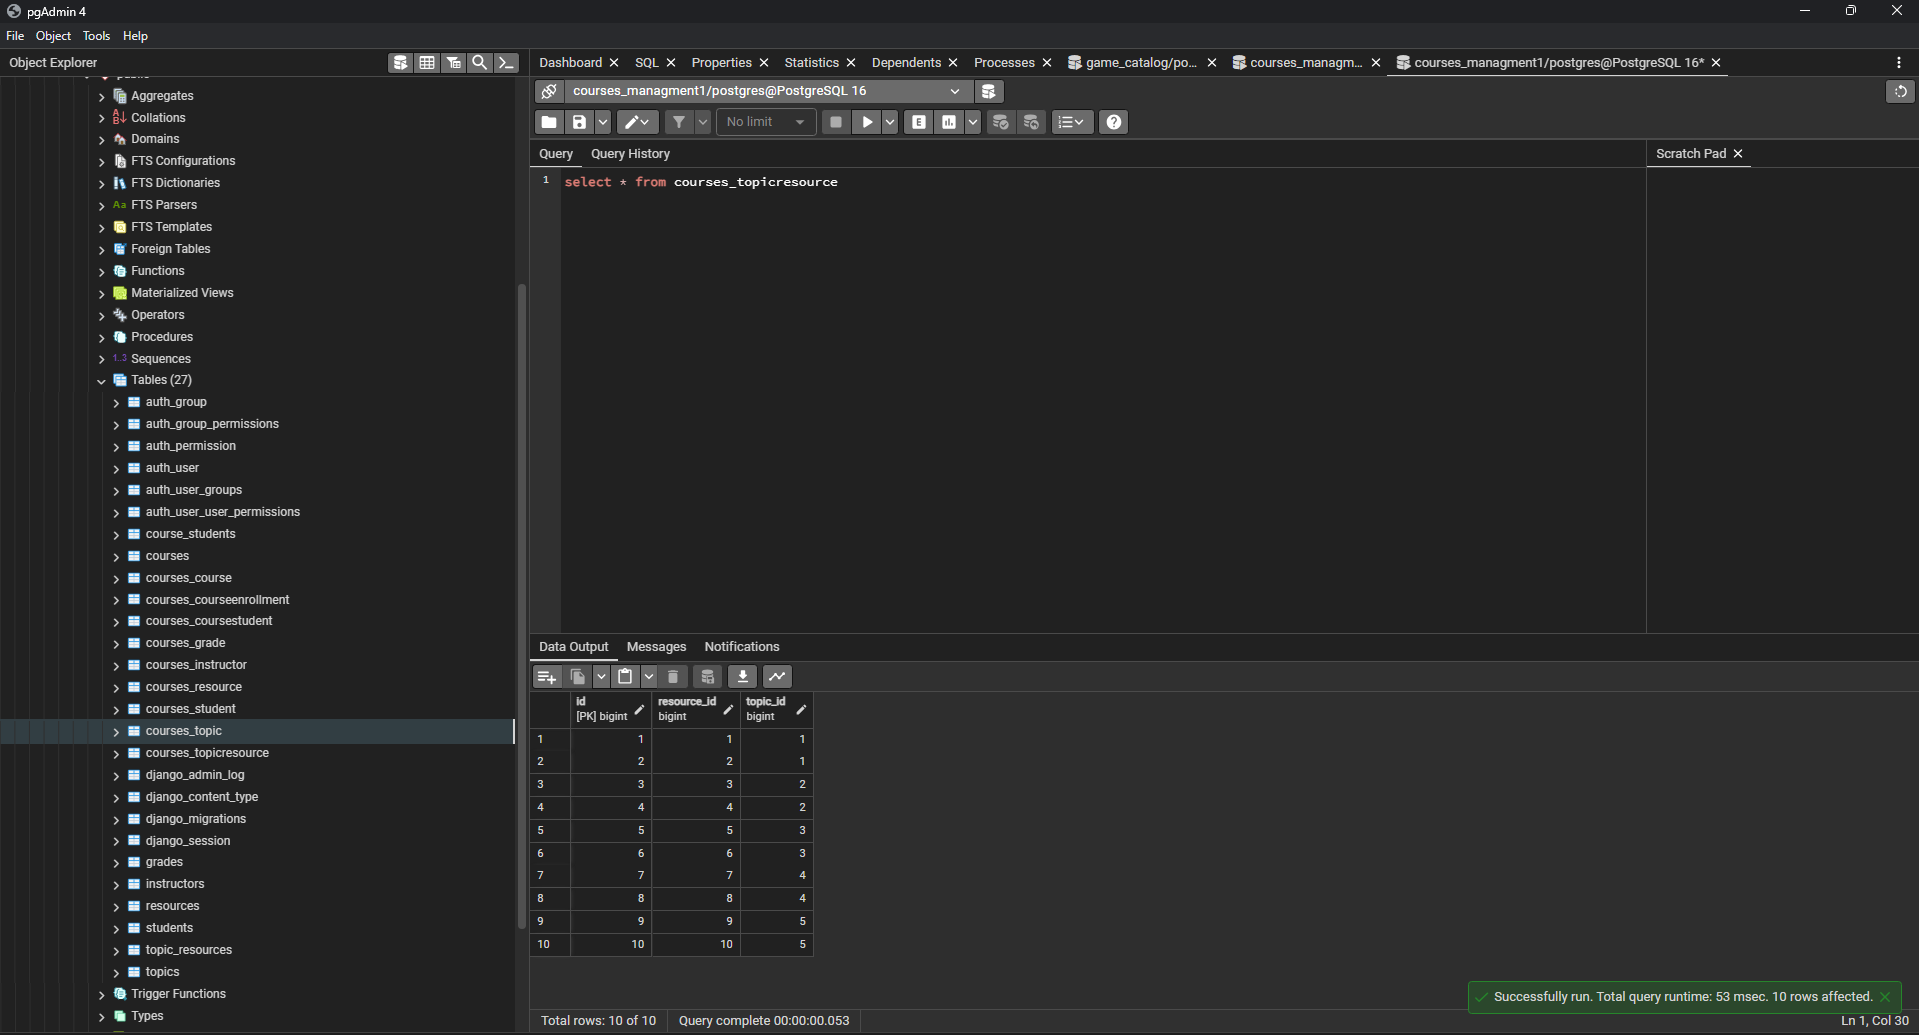 pgAdmin 4
File Object Tools Help
Object Explorer
Dashboard SQL Properties Statistics Dependents Processes game_catalog/po... courses_managm... courses_managment1/postgres@PostgreSQL 16*
courses_managment1/postgres@PostgreSQL 16
No limit
E
Query Query History
Scratch Pad
1 select * from courses_topicresource
Aggregates
Collations
Domains
FTS Configurations
FTS Dictionaries
Aa FTS Parsers
FTS Templates
Foreign Tables
Functions
Materialized Views
Operators
Procedures
1..3 Sequences
Tables (27)
auth_group
auth_group_permissions
auth_permission
auth_user
auth_user_groups
auth_user_user_permissions
course_students
courses
courses_course
courses_courseenrollment
courses_coursestudent
courses_grade
courses_instructor
courses_resource
courses_student
courses_topic
courses_topicresource
django_admin_log
django_content_type
django_migrations
django_session
grades
instructors
resources
students
topic_resources
topics
Trigger Functions
Types
Data Output Messages Notifications
id resource_id topic_id
[PK] bigint bigint bigint
1 1 1 1
2 2 2 1
3 3 3 2
4 4 4 2
5 5 5 3
6 6 6 3
7 7 7 4
8 8 8 4
9 9 9 5
10 10 10 5
Successfully run. Total query runtime: 53 msec. 10 rows affected.
Total rows: 10 of 10 Query complete 00:00:00.053 Ln 1, Col 30